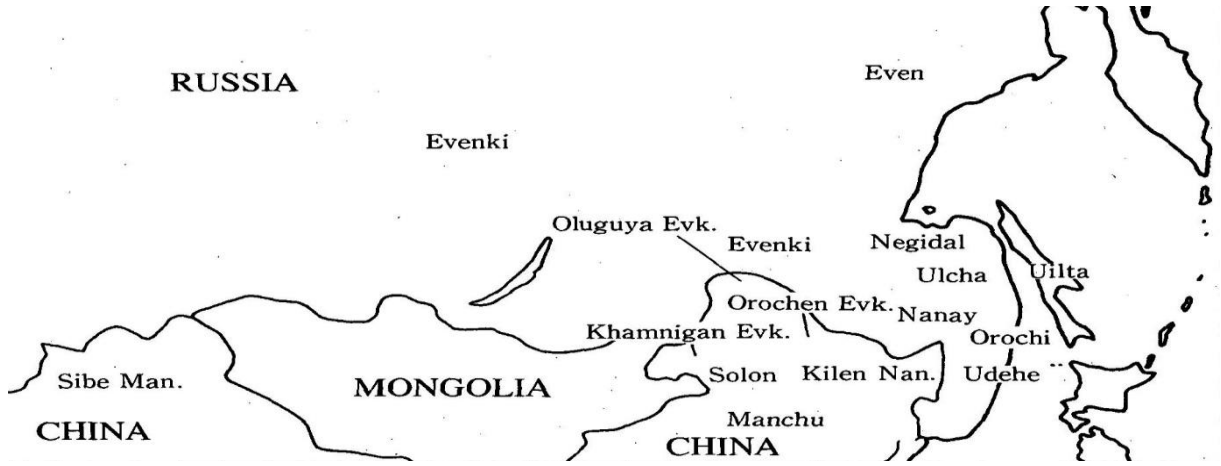 RUSSIA
Even
Evenki
Oluguya Evk.
Evenki
Negidal
Ulcha
Uilta
Orochen Evk.
Nanay
Khamnigan Evk.
Orochi
Sibe Man.
MONGOLIA
Solon
Kilen Nan.
Udehe
Manchu
CHINA
CHINA